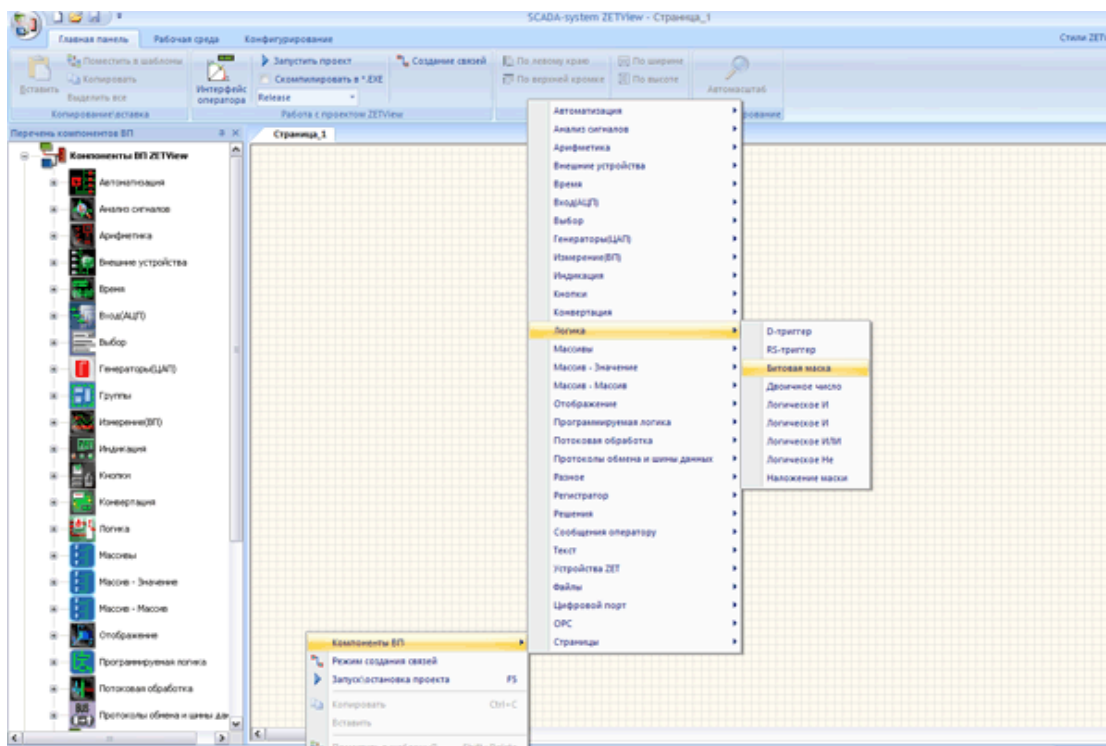 SCADA-system ZETView - Страница_1
Главная панель Рабочая среда Конфигурирование Стили ZETV
Вставить
Поместить в шаблоны
Копировать
Выделить все
Копирование\вставка
Интерфейс оператора
Запустить проект
Скомпилировать в *.EXE
Release
Создание связей
Работа с проектом ZETView
По левому краю
По верхней кромке
По ширине
По высоте
Автомасштаб
Перечень компонентов ВП
Компоненты ВП ZETView
Автоматизация
Анализ сигналов
Арифметика
Внешние устройства
Время
Вход(АЦП)
Выбор
Генераторы(ЦАП)
Группы
Измерение(ВП)
Индикация
Кнопки
Конвертация
Логика
Массивы
Массив - Значение
Массив - Массив
Отображение
Программируемая логика
Потоковая обработка
Протоколы обмена и шины да
Страница_1
Компоненты ВП
Режим создания связей
Запуск\остановка проекта F5
Копировать Ctrl+C
Вставить
Автоматизация
Анализ сигналов
Арифметика
Внешние устройства
Время
Вход(АЦП)
Выбор
Генераторы(ЦАП)
Измерение(ВП)
Индикация
Кнопки
Конвертация
Логика
Массивы
Массив - Значение
Массив - Массив
Отображение
Программируемая логика
Потоковая обработка
Протоколы обмена и шины данных
Разное
Регистратор
Решения
Сообщения оператору
Текст
Устройства ZET
Файлы
Цифровой порт
OPC
Страницы
D-триггер
RS-триггер
Битовая маска
Двоичное число
Логическое И
Логическое И
Логическое ИЛИ
Логическое Не
Наложение маски